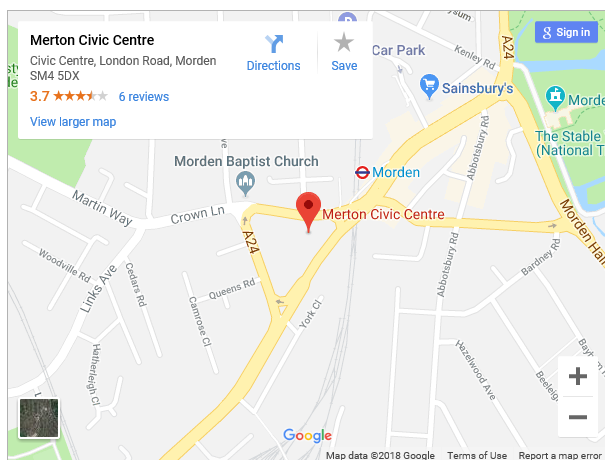 Merton Civic Centre
Civic Centre, London Road, Morden
SM4 5DX
3.7
6 reviews
View larger map
Directions
Save
Sign in
A24
Car Park
Kenley Rd
Sainsbury's
Abbotsbury Rd
The Stable
(National T
Morden Baptist Church
Morden
Martin Way
Crown Ln
Merton Civic Centre
A24
Morden Hall
Links Ave
Woodville Rd
Cedars Rd
Queens Rd
Camrose Cl
York Cl
Abbotsbury Rd
Bardney Rd
Hatherleigh Cl
Hazelwood Ave
Google
Map data ©2018 Google
Terms of Use
Report a map error